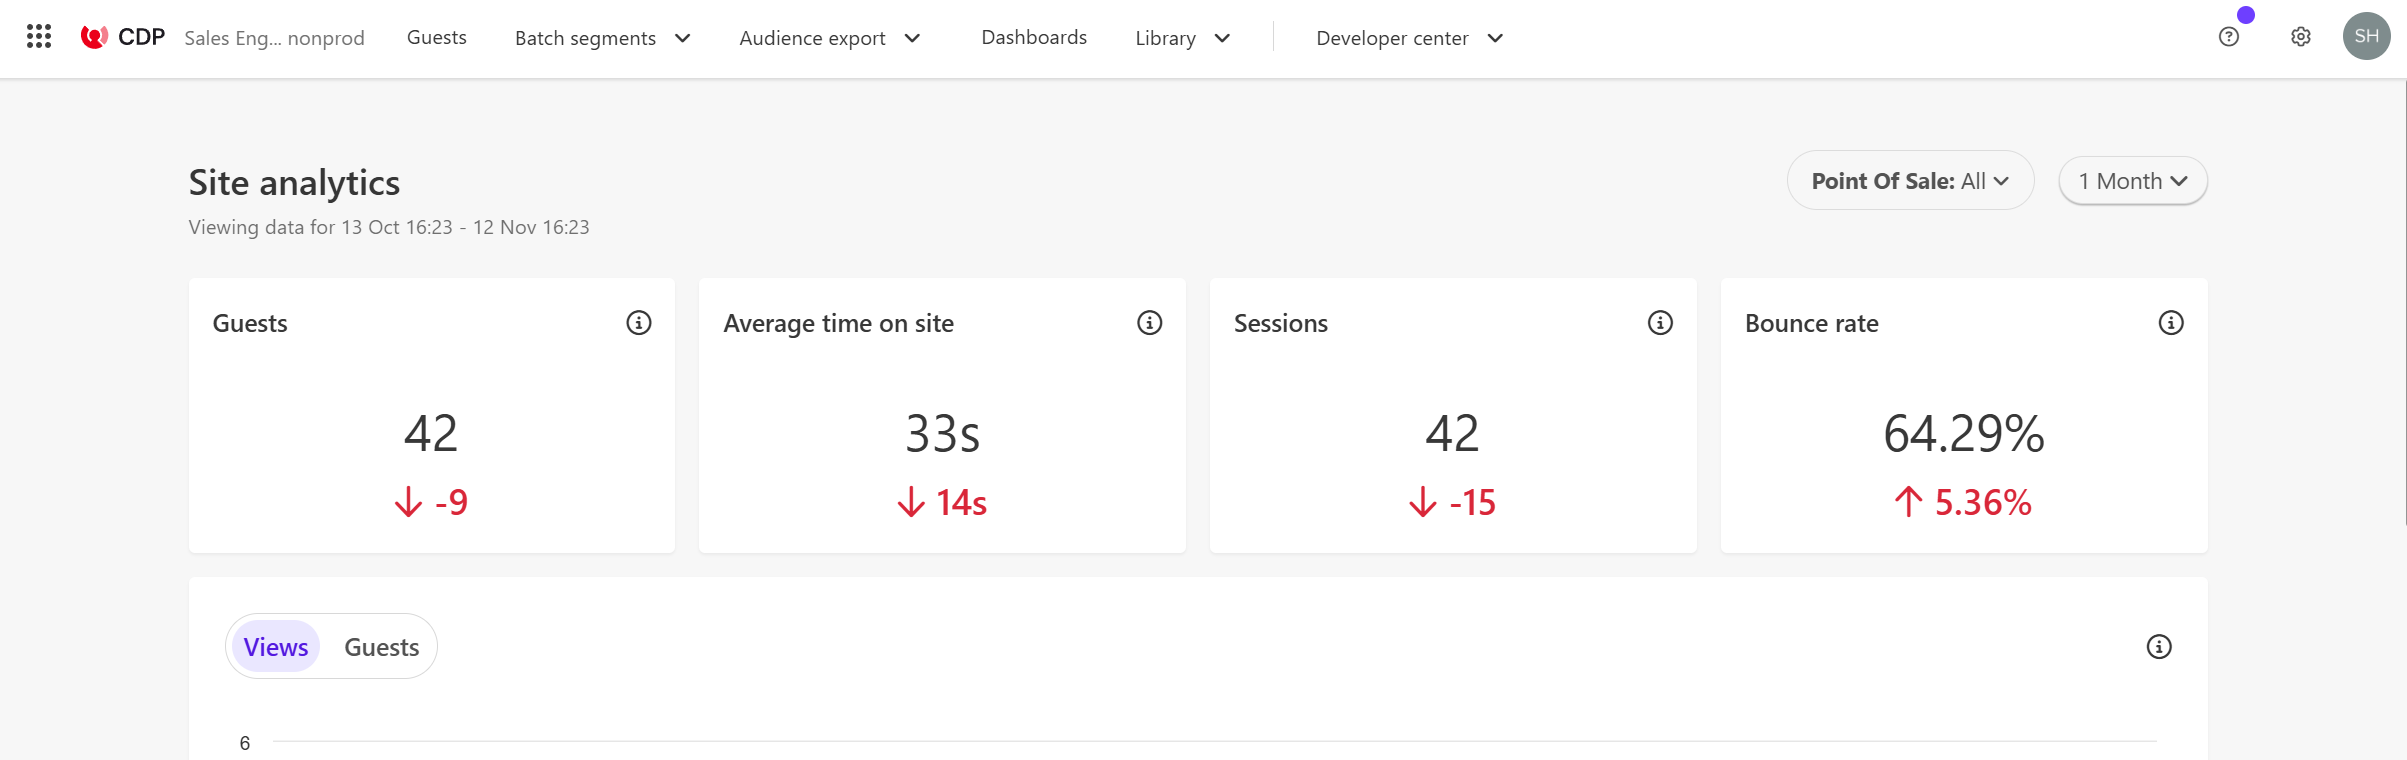 CDP Sales Eng... nonprod Guests Batch segments Audience export Dashboards Library Developer center SH
Site analytics
Point Of Sale: All 1 Month
Viewing data for 13 Oct 16:23 - 12 Nov 16:23
Guests
42
-9
Average time on site
33s
14s
Sessions
42
-15
Bounce rate
64.29%
5.36%
Views Guests
6